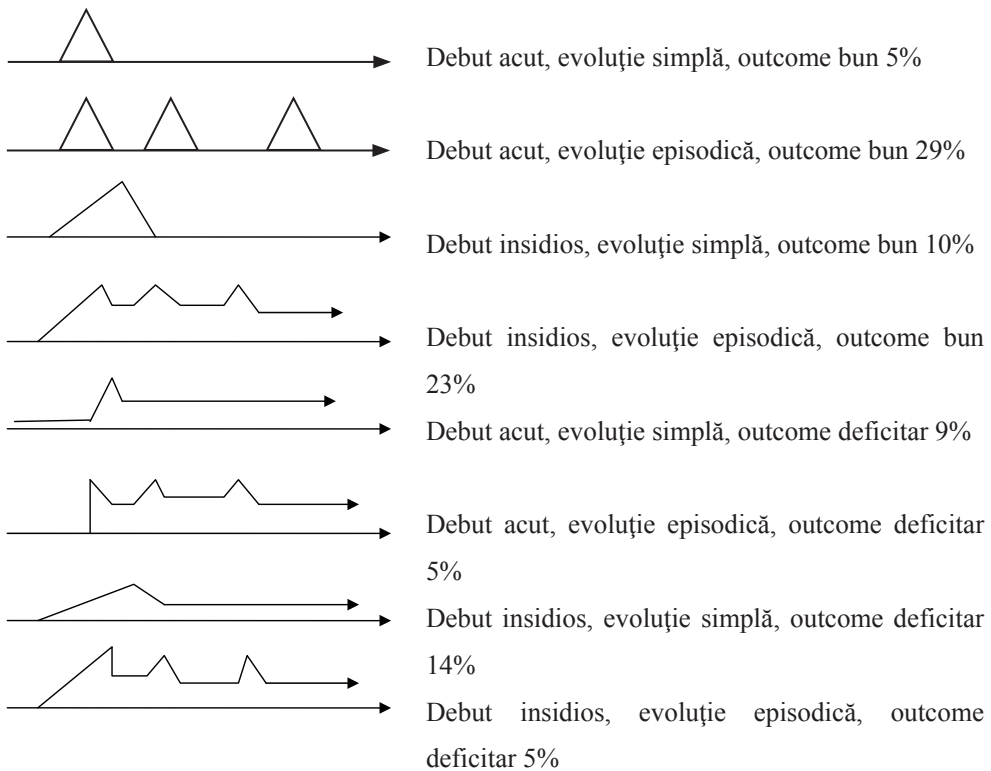 Debut acut, evoluţie simplă, outcome bun 5%
Debut acut, evoluţie episodică, outcome bun 29%
Debut insidios, evoluţie simplă, outcome bun 10%
Debut insidios, evoluţie episodică, outcome bun
23%
Debut acut, evoluţie simplă, outcome deficitar 9%
Debut acut, evoluţie episodică, outcome deficitar
5%
Debut insidios, evoluţie simplă, outcome deficitar
14%
Debut insidios, evoluţie episodică, outcome
deficitar 5%